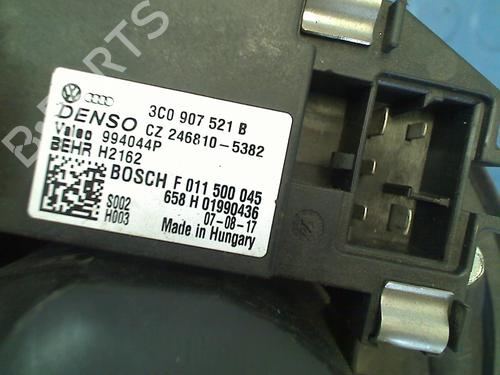 3C0 907 521 B
DENSO CZ 246810-5382
Valeo 994044P
BEHR H2162
BOSCH F 011 500 045
658 H 01990436
S002
H003
07-08-17
Made in Hungary
B-PARTS